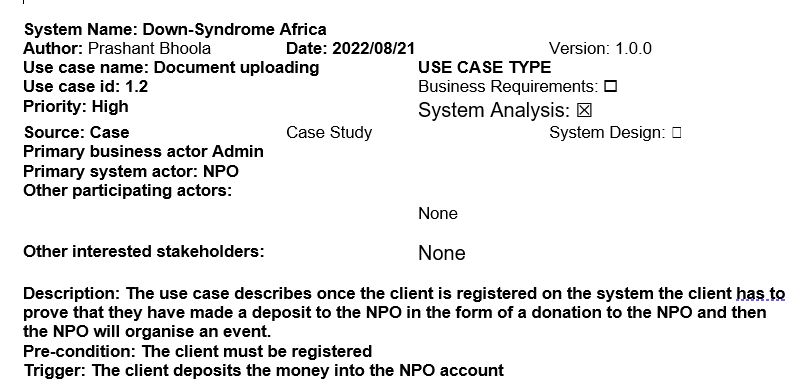 System Name: Down-Syndrome Africa
Author: Prashant Bhoola Date: 2022/08/21 Version: 1.0.0
Use case name: Document uploading USE CASE TYPE
Use case id: 1.2 Business Requirements: ☐
Priority: High System Analysis: ☒
Source: Case Case Study System Design: ☐
Primary business actor Admin
Primary system actor: NPO
Other participating actors:
None
Other interested stakeholders: None
Description: The use case describes once the client is registered on the system the client has to
prove that they have made a deposit to the NPO in the form of a donation to the NPO and then
the NPO will organise an event.
Pre-condition: The client must be registered
Trigger: The client deposits the money into the NPO account